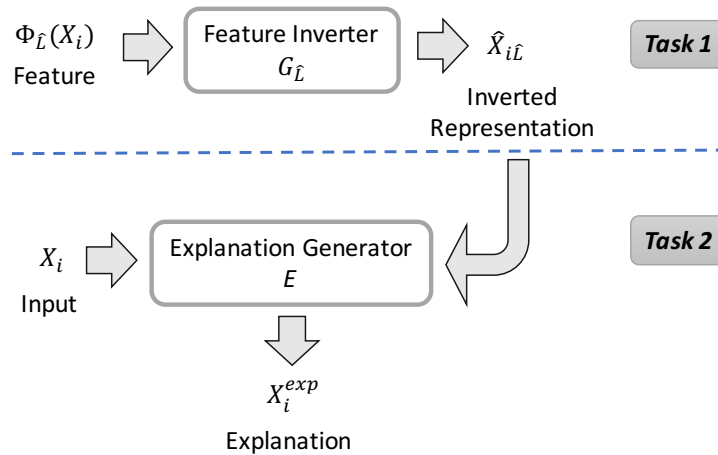 Φ_L̂(X_i)
Feature
Feature Inverter
G_L̂
X̂_iL̂
Inverted
Representation
Task 1
X_i
Input
Explanation Generator
E
Task 2
X_i^exp
Explanation